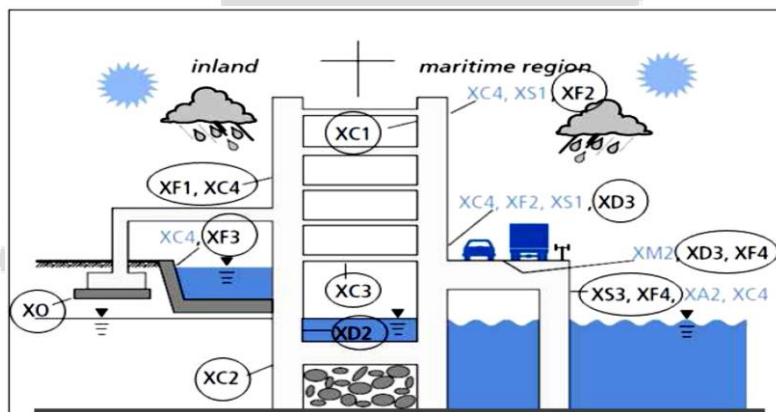 inland
maritime region
XC4, XS1, XF2
XC1
XF1, XC4
XC4, XF2, XS1, XD3
XC4, XF3
XM2, XD3, XF4
XC3
XS3, XF4, XA2, XC4
XO
XD2
XC2